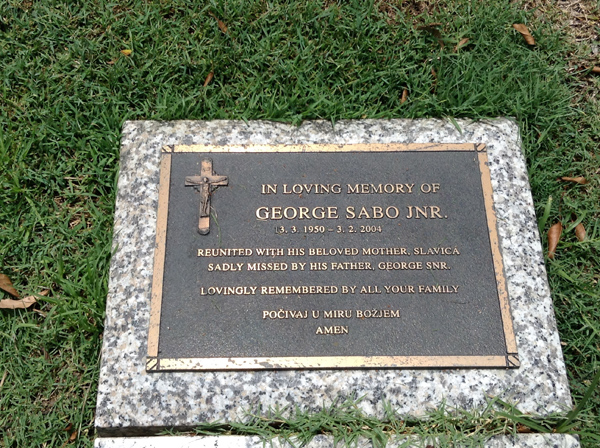 IN LOVING MEMORY OF
GEORGE SABO JNR.
3. 3. 1950 – 3. 2. 2004
REUNITED WITH HIS BELOVED MOTHER, SLAVICA
SADLY MISSED BY HIS FATHER, GEORGE SNR.
LOVINGLY REMEMBERED BY ALL YOUR FAMILY
POČIVAJ U MIRU BOŽJEM
AMEN